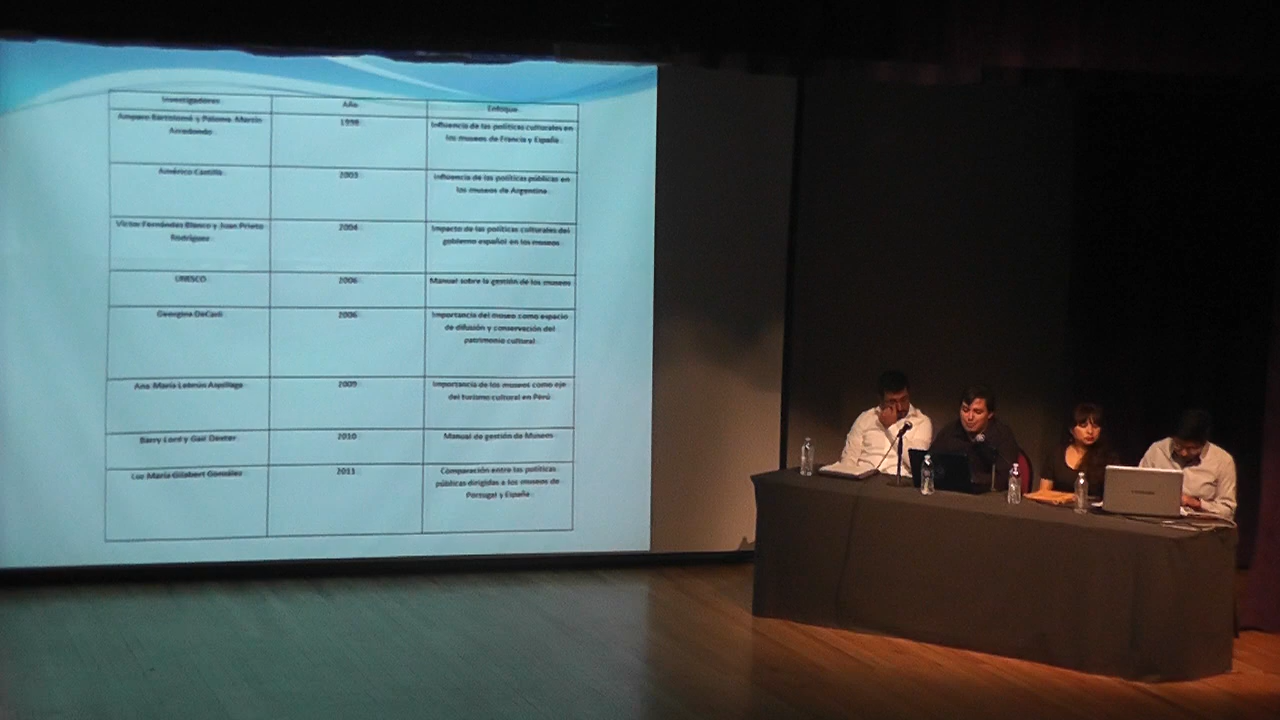 Investigadores
Año
Enfoque
Amparo Bartolomé y Paloma Martín
Arredondo
1998
Influencia de las políticas culturales en
los museos de Francia y España
Américo Castilla
2003
Influencia de las políticas públicas en
los museos de Argentina
Víctor Fernández Blanco y Juan Prieto
Rodríguez
2004
Impacto de las políticas culturales del
gobierno español en los museos
UNESCO
2006
Manual sobre la gestión de los museos
Georgina DeCarli
2006
Importancia del museo como espacio
de difusión y conservación del
patrimonio cultural
Ana María Lebrún
2009
Importancia de los museos como eje
del turismo cultural en Perú
Barry Lord y Gail Dexter
2010
Manual de gestión de Museos
Luz María Gilabert González
2011
Comparación entre las políticas
públicas dirigidas a los museos de
Portugal y España